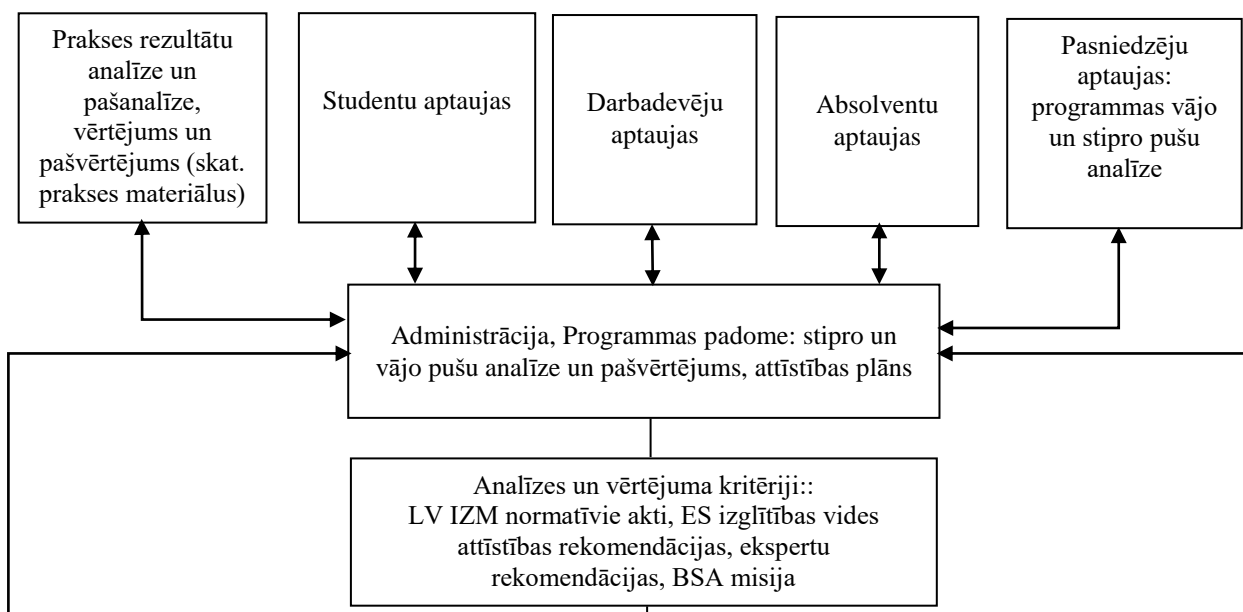 Prakses rezultātu
analīze un
pašanalīze,
vērtējums un
pašvērtējums (skat.
prakses materiālus)
Studentu aptaujas
Darbadevēju
aptaujas
Absolventu
aptaujas
Pasniedzēju
aptaujas:
programmas vājo
un stipro pušu
analīze
Administrācija, Programmas padome: stipro un
vājo pušu analīze un pašvērtējums, attīstības plāns
Analīzes un vērtējuma kritēriji::
LV IZM normatīvie akti, ES izglītības vides
attīstības rekomendācijas, ekspertu
rekomendācijas, BSA misija